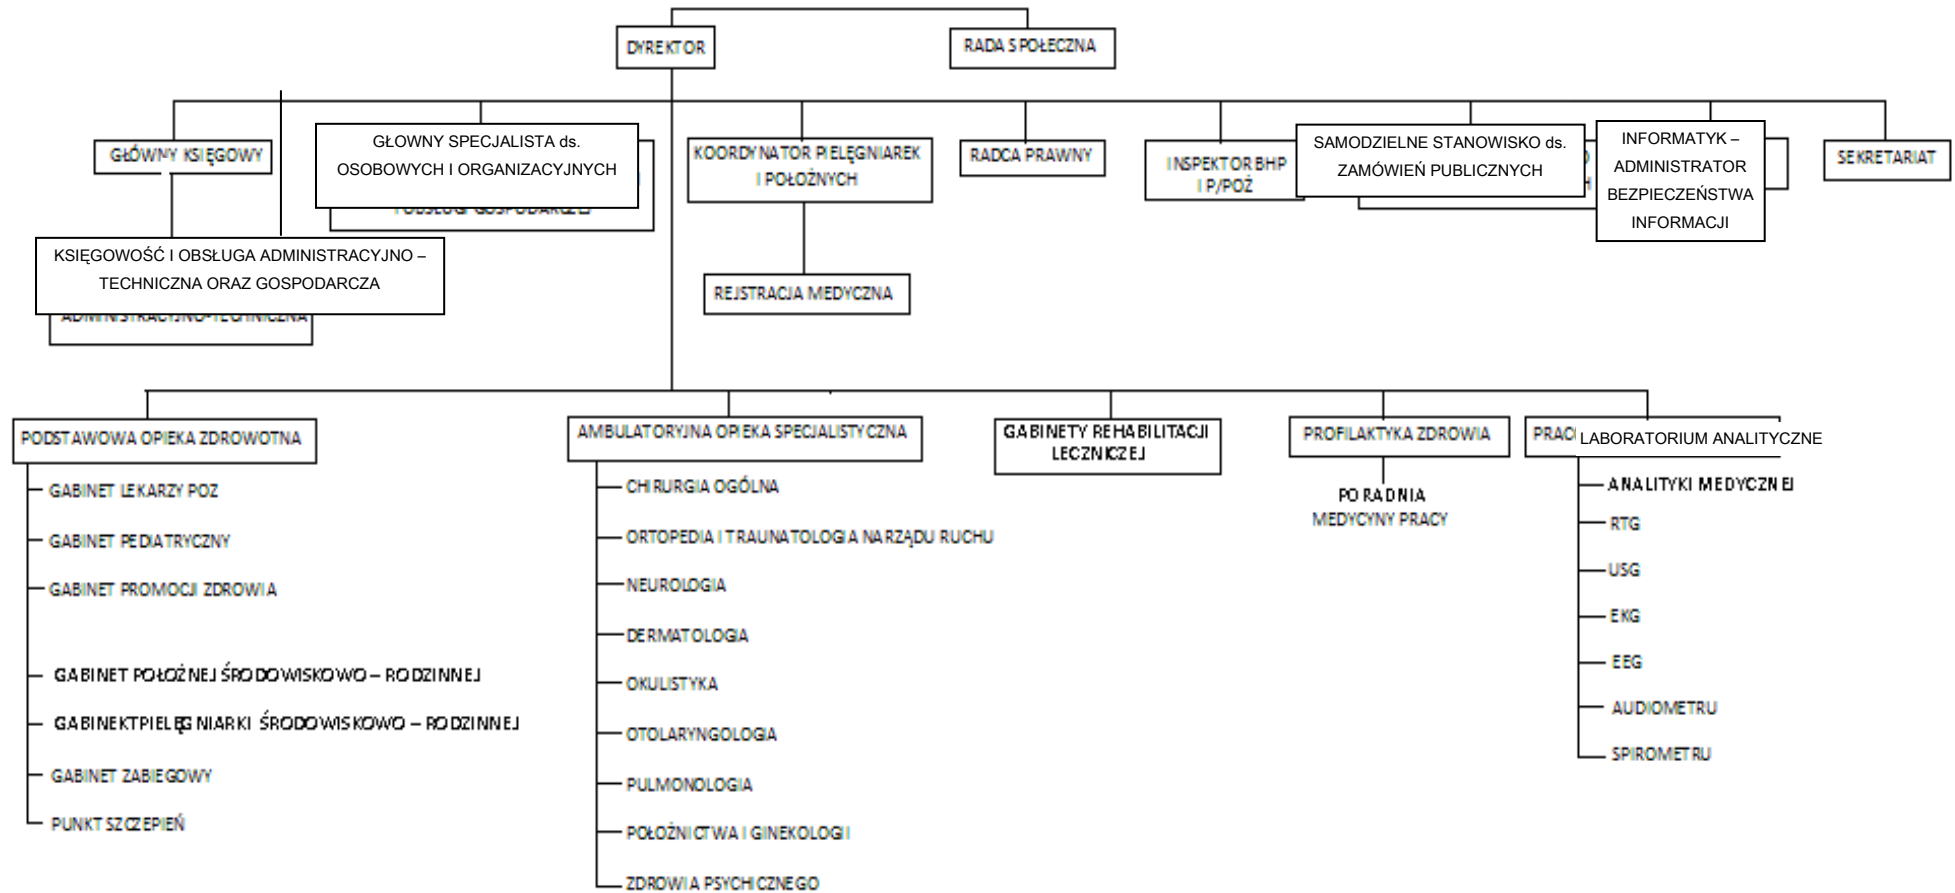 DYREKTOR
RADA SPOŁECZNA
GŁÓWNY KSIĘGOWY
GŁOWNY SPECJALISTA ds.
OSOBOWYCH I ORGANIZACYJNYCH
I OBSŁUGI GOSPODARCZEJ
KOORDYNATOR PIELĘGNIAREK
I POŁOŻNYCH
RADCA PRAWNY
INSPEKTOR BHP
I P/POŻ
SAMODZIELNE STANOWISKO ds.
ZAMÓWIEŃ PUBLICZNYCH
INFORMATYK –
ADMINISTRATOR
BEZPIECZEŃSTWA
INFORMACJI
SEKRETARIAT
KSIĘGOWOŚĆ I OBSŁUGA ADMINISTRACYJNO –
TECHNICZNA ORAZ GOSPODARCZA
ADMINISTRACYJNO-TECHNICZNA
REJSTRACJA MEDYCZNA
PODSTAWOWA OPIEKA ZDROWOTNA
GABINET LEKARZY POZ
GABINET PEDIATRYCZNY
GABINET PROMOCJI ZDROWIA
GABINET POŁOŻNEJ ŚRODOWISKOWO – RODZINNEJ
GABINEKTPIELĘGNIARKI ŚRODOWISKOWO – RODZINNEJ
GABINET ZABIEGOWY
PUNKT SZCZEPIEŃ
AMBULATORYJNA OPIEKA SPECJALISTYCZNA
CHIRURGIA OGÓLNA
ORTOPEDIA I TRAUNATOLOGIA NARZĄDU RUCHU
NEUROLOGIA
DERMATOLOGIA
OKULISTYKA
OTOLARYNGOLOGIA
PULMONOLOGIA
POŁOŻNICTWA I GINEKOLOGII
ZDROWIA PSYCHICZNEGO
GABINETY REHABILITACJI
LECZNICZEJ
PROFILAKTYKA ZDROWIA
PORADNIA
MEDYCYNY PRACY
LABORATORIUM ANALITYCZNE
ANALITYKI MEDYCZNEJ
RTG
USG
EKG
EEG
AUDIOMETRU
SPIROMETRU